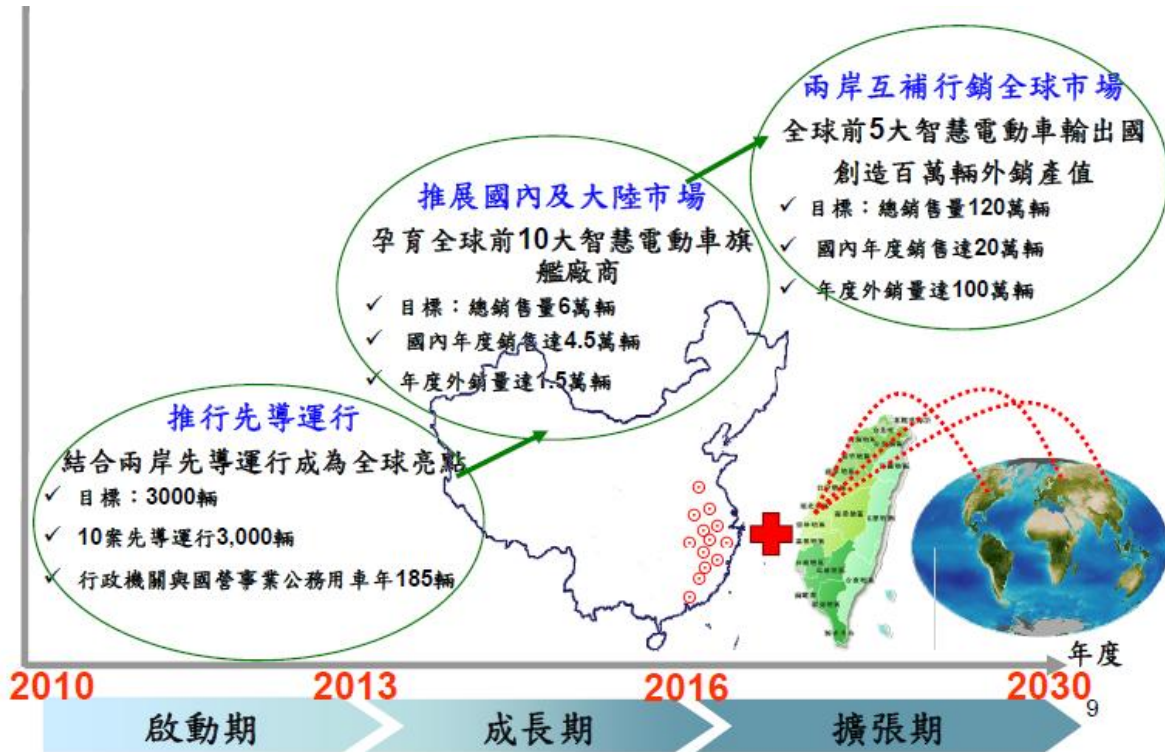 兩岸互補行銷全球市場
全球前5大智慧電動車輸出國
創造百萬輛外銷產值
✓ 目標：總銷售量120萬輛
✓ 國內年度銷售達20萬輛
✓ 年度外銷量達100萬輛
推展國內及大陸市場
孕育全球前10大智慧電動車旗
艦廠商
✓ 目標：總銷售量6萬輛
✓ 國內年度銷售達4.5萬輛
✓ 年度外銷量達1.5萬輛
推行先導運行
結合兩岸先導運行成為全球亮點
✓ 目標：3000輛
✓ 10案先導運行3,000輛
✓ 行政機關與國營事業公務用車年185輛
年度
2010
2013
2016
2030
9
啟動期
成長期
擴張期